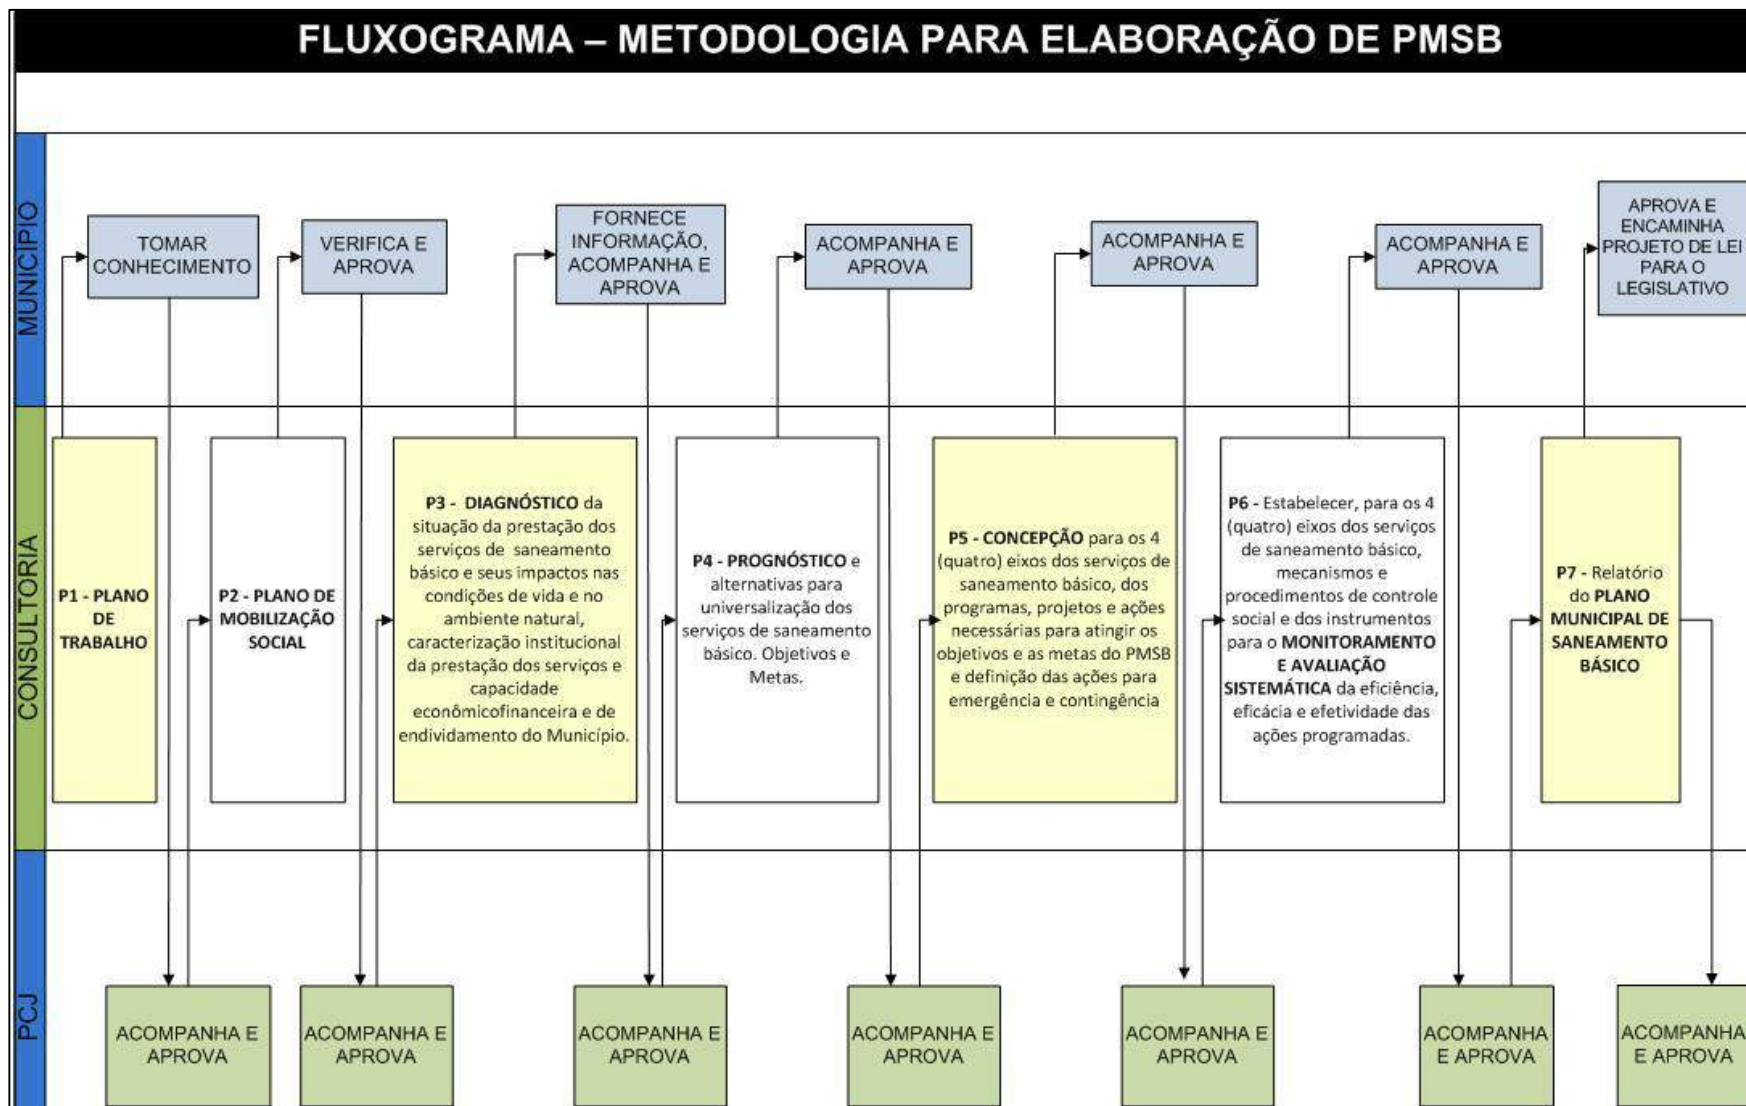 FLUXOGRAMA – METODOLOGIA PARA ELABORAÇÃO DE PMSB
MUNICÍPIO
TOMAR
CONHECIMENTO
VERIFICA E
APROVA
FORNECE
INFORMAÇÃO,
ACOMPANHA E
APROVA
ACOMPANHA E
APROVA
ACOMPANHA E
APROVA
ACOMPANHA E
APROVA
APROVA E
ENCAMINHA
PROJETO DE LEI
PARA O
LEGISLATIVO
CONSULTORIA
P1 - PLANO
DE
TRABALHO
P2 - PLANO DE
MOBILIZAÇÃO
SOCIAL
P3 - DIAGNÓSTICO da
situação da prestação dos
serviços de saneamento
básico e seus impactos nas
condições de vida e no
ambiente natural,
caracterização institucional
da prestação dos serviços e
capacidade
econômicofinanceira e de
endividamento do Município.
P4 - PROGNÓSTICO e
alternativas para
universalização dos
serviços de saneamento
básico. Objetivos e
Metas.
P5 - CONCEPÇÃO para os 4
(quatro) eixos dos serviços de
saneamento básico, dos
programas, projetos e ações
necessárias para atingir os
objetivos e as metas do PMSB
e definição das ações para
emergência e contingência
P6 - Estabelecer, para os 4
(quatro) eixos dos serviços
de saneamento básico,
mecanismos e
procedimentos de controle
social e dos instrumentos
para o MONITORAMENTO
E AVALIAÇÃO
SISTEMÁTICA da eficiência,
eficácia e efetividade das
ações programadas.
P7 - Relatório
do PLANO
MUNICIPAL DE
SANEAMENTO
BÁSICO
PCJ
ACOMPANHA E
APROVA
ACOMPANHA E
APROVA
ACOMPANHA E
APROVA
ACOMPANHA E
APROVA
ACOMPANHA E
APROVA
ACOMPANHA
E APROVA
ACOMPANHA
E APROVA